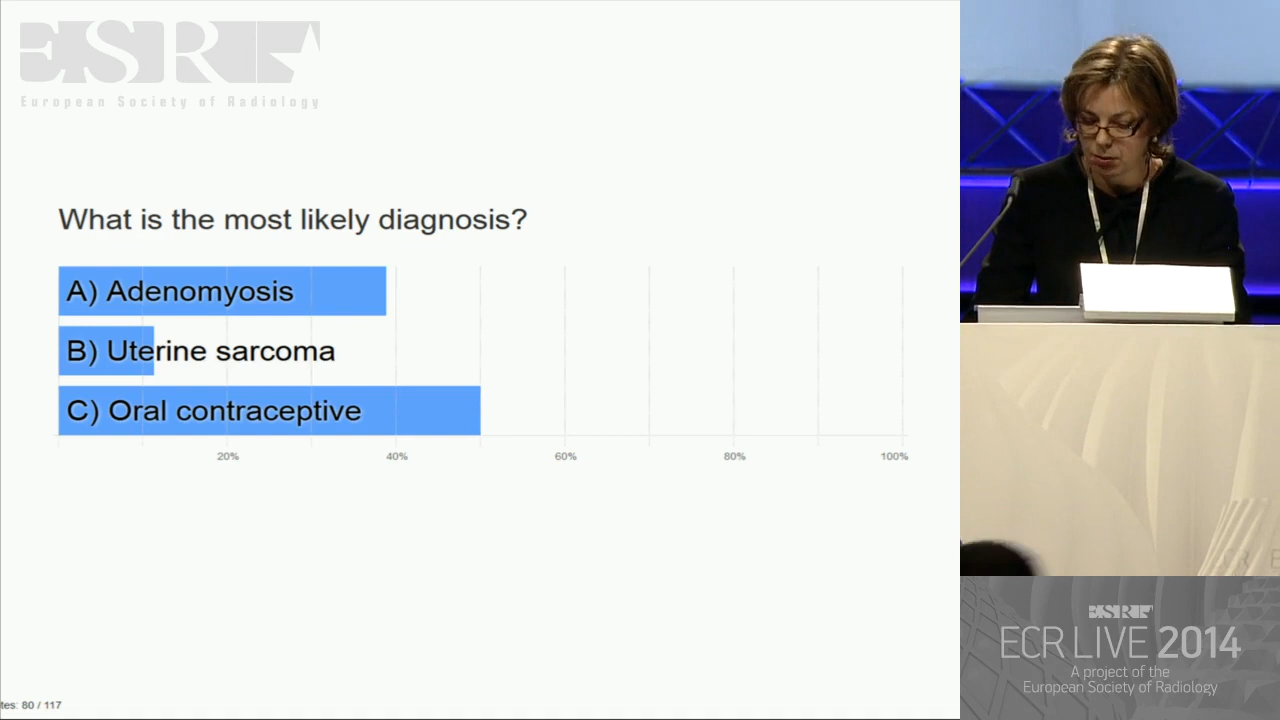 ESR
European Society of Radiology
What is the most likely diagnosis?
A) Adenomyosis
B) Uterine sarcoma
C) Oral contraceptive
20%
40%
60%
80%
100%
tes: 80 / 117
ESR
ECR LIVE 2014
A project of the
European Society of Radiology